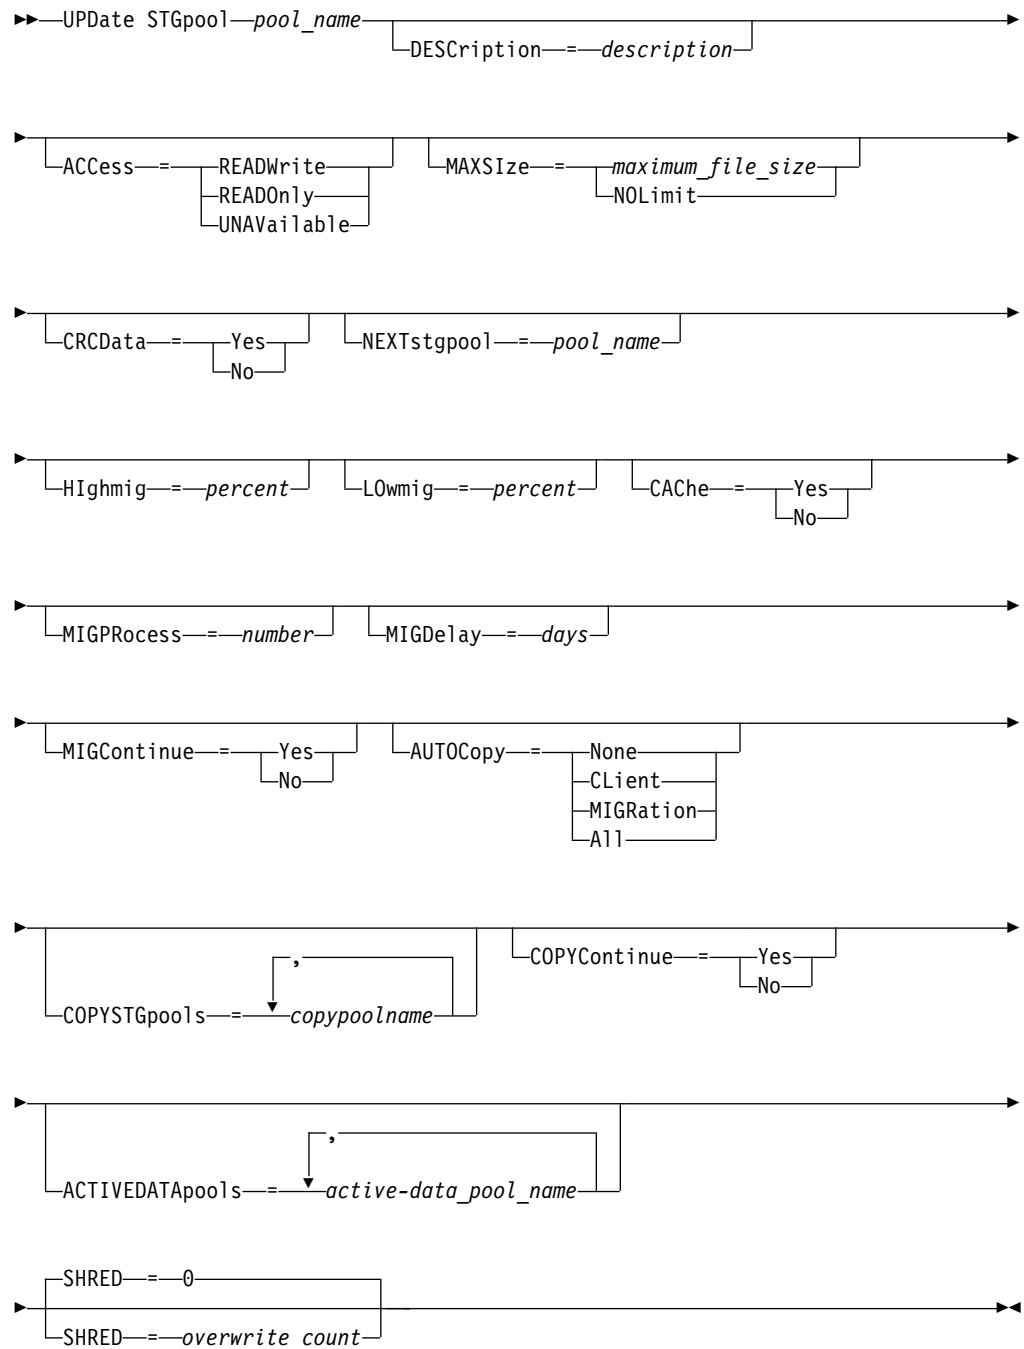 UPDate STGpool pool_name
DESCription = description
ACCess = READWrite
READOnly
UNAVailable
MAXSIze = maximum_file_size
NOLimit
CRCData = Yes
No
NEXTstgpool = pool_name
HIghmig = percent
LOwmig = percent
CAChe = Yes
No
MIGPRocess = number
MIGDelay = days
MIGContinue = Yes
No
AUTOCopy = None
CLient
MIGRation
All
,
COPYSTGpools = copypoolname
COPYContinue = Yes
No
,
ACTIVEDATApools = active-data_pool_name
SHRED = 0
SHRED = overwrite count